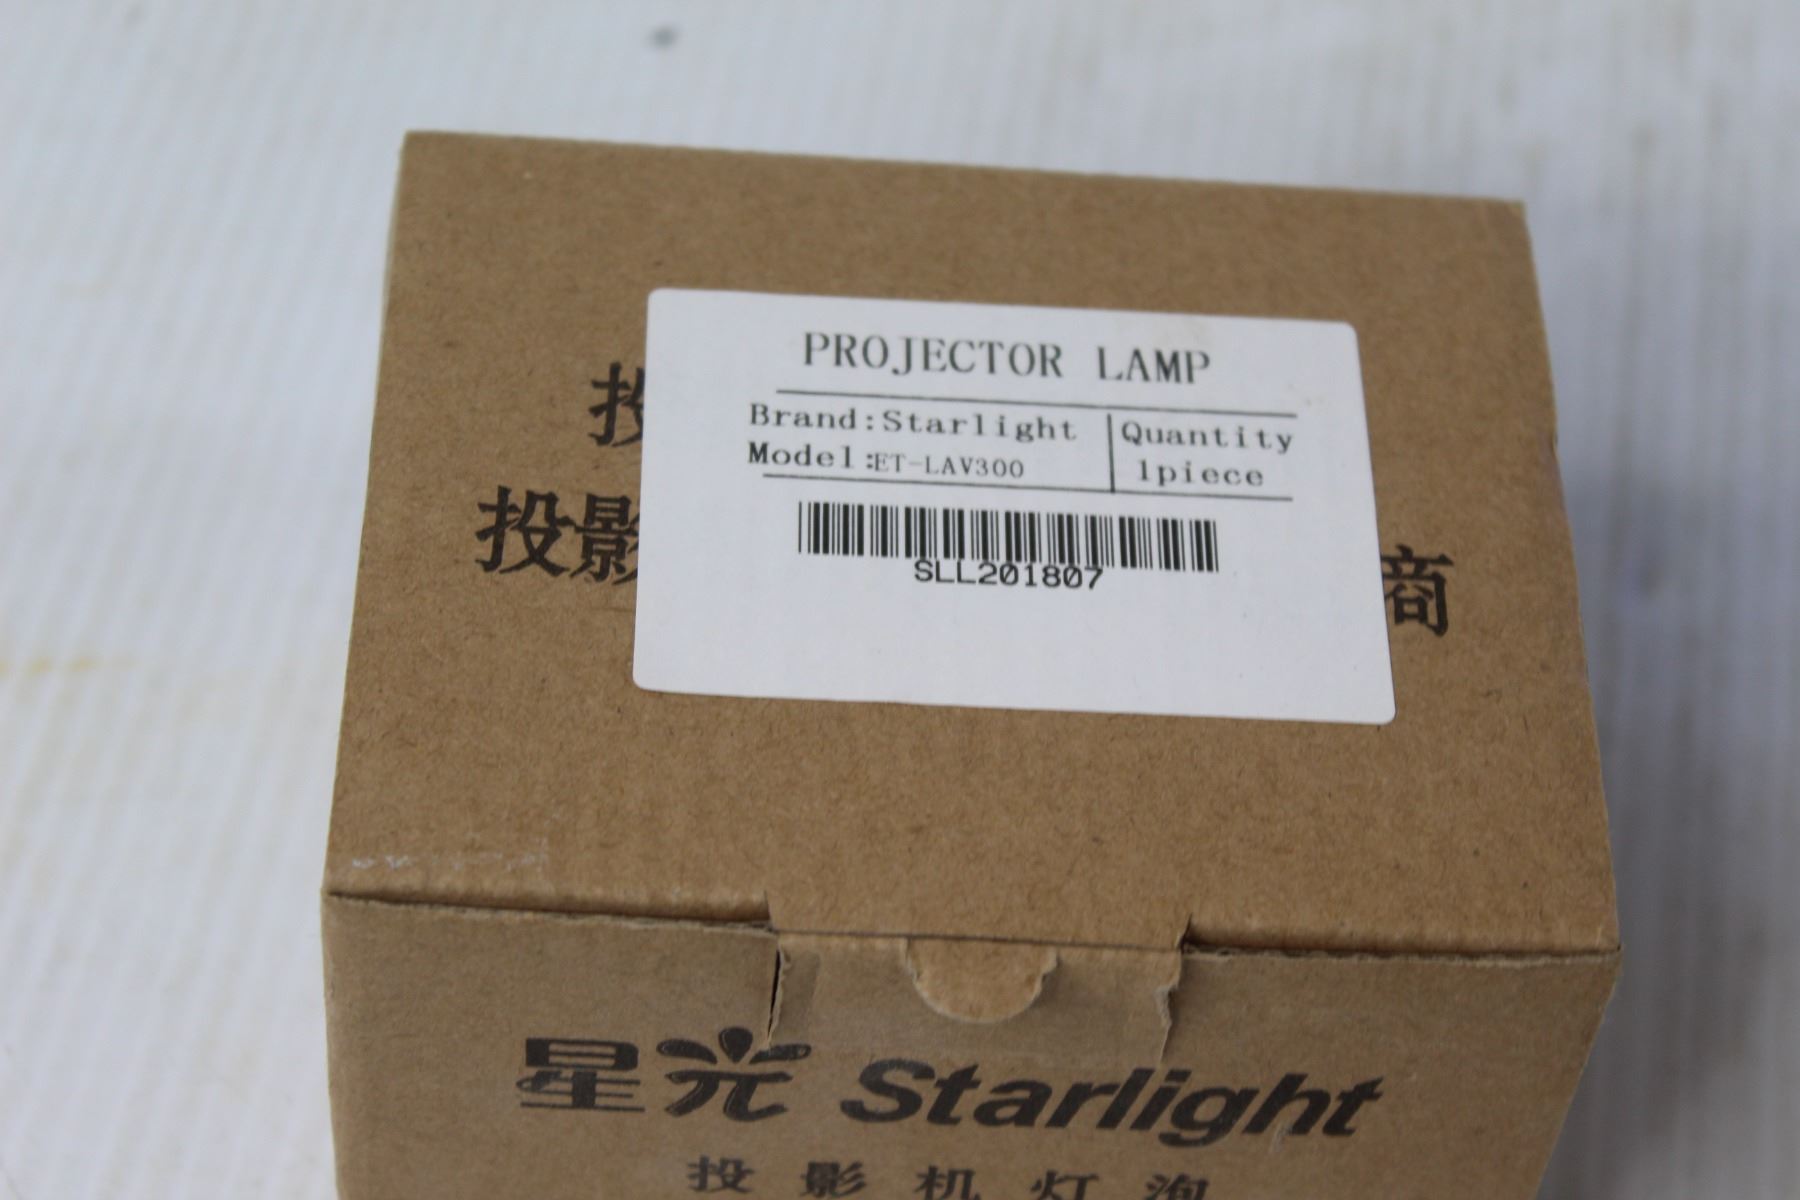 PROJECTOR LAMP
Brand:Starlight
Model:ET-LAV300
Quantity
1piece
SLL201807
投
投影
商
星光 Starlight
投影机灯泡